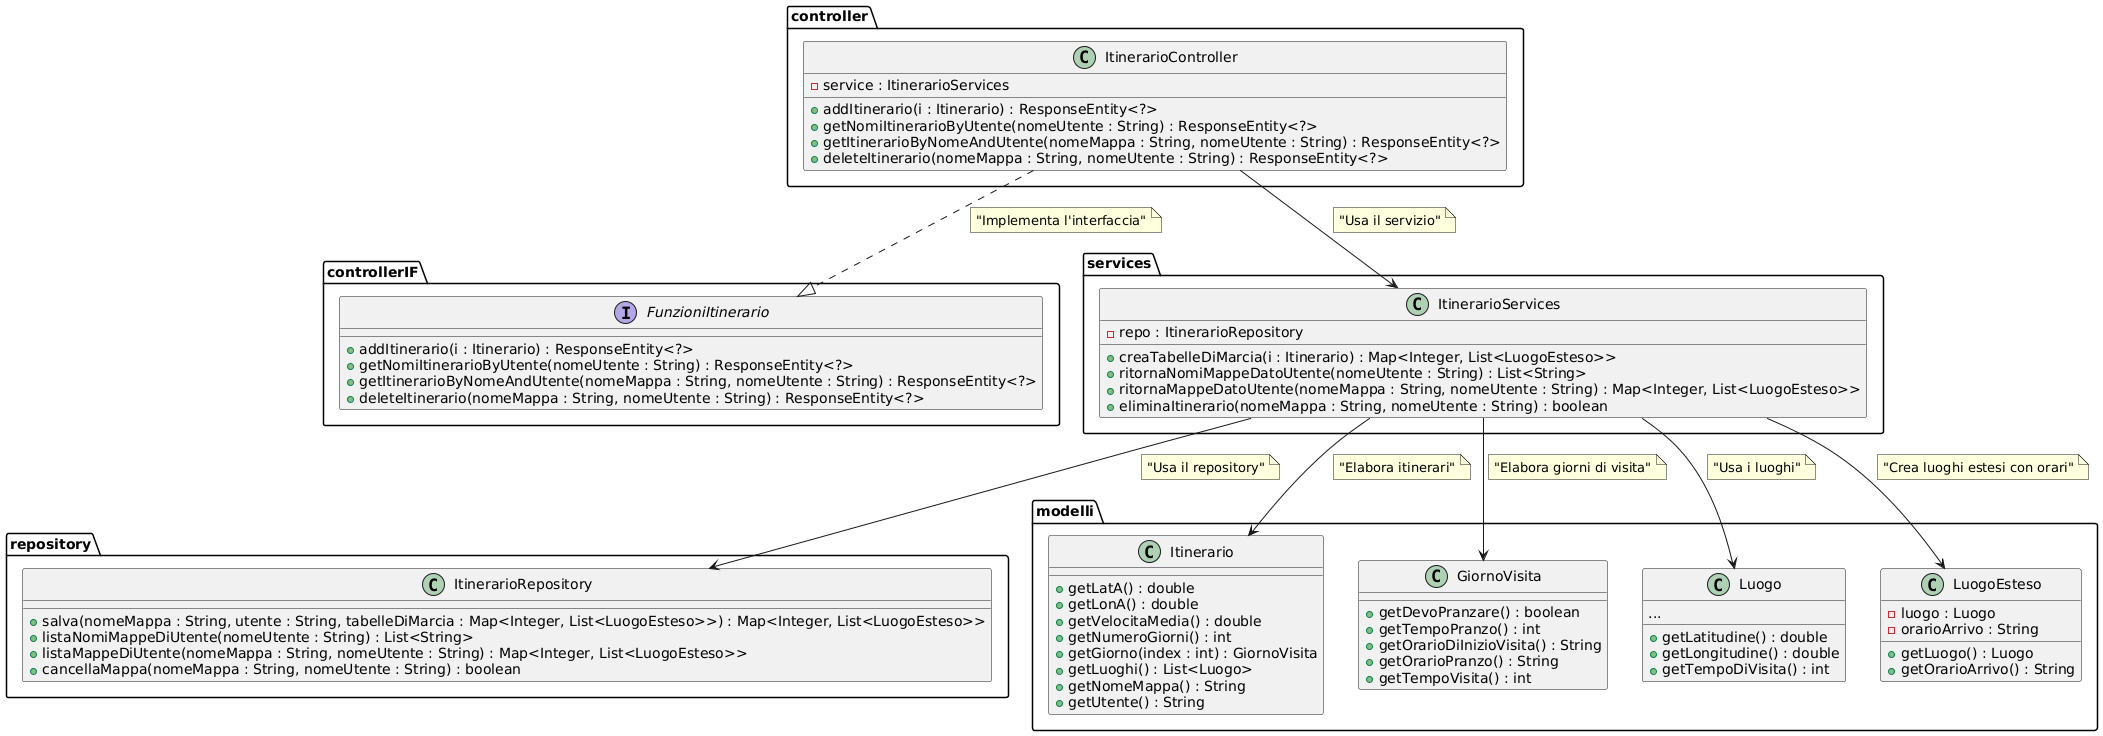 controller
C ItinerarioController
service : ItinerarioServices
addItinerario(i : Itinerario) : ResponseEntity<?>
getNomiItinerarioByUtente(nomeUtente : String) : ResponseEntity<?>
getItinerarioByNomeAndUtente(nomeMappa : String, nomeUtente : String) : ResponseEntity<?>
deleteItinerario(nomeMappa : String, nomeUtente : String) : ResponseEntity<?>
"Implementa l'interfaccia"
"Usa il servizio"
controllerIF
I FunzioniItinerario
addItinerario(i : Itinerario) : ResponseEntity<?>
getNomiItinerarioByUtente(nomeUtente : String) : ResponseEntity<?>
getItinerarioByNomeAndUtente(nomeMappa : String, nomeUtente : String) : ResponseEntity<?>
deleteItinerario(nomeMappa : String, nomeUtente : String) : ResponseEntity<?>
services
C ItinerarioServices
repo : ItinerarioRepository
creaTabelleDiMarcia(i : Itinerario) : Map<Integer, List<LuogoEsteso>>
ritornaNomiMappeDatoUtente(nomeUtente : String) : List<String>
ritornaMappeDatoUtente(nomeMappa : String, nomeUtente : String) : Map<Integer, List<LuogoEsteso>>
eliminaItinerario(nomeMappa : String, nomeUtente : String) : boolean
"Usa il repository"
"Elabora itinerari"
"Elabora giorni di visita"
"Usa i luoghi"
"Crea luoghi estesi con orari"
repository
C ItinerarioRepository
salva(nomeMappa : String, utente : String, tabelleDiMarcia : Map<Integer, List<LuogoEsteso>>) : Map<Integer, List<LuogoEsteso>>
listaNomiMappeDiUtente(nomeUtente : String) : List<String>
listaMappeDiUtente(nomeMappa : String, nomeUtente : String) : Map<Integer, List<LuogoEsteso>>
cancellaMappa(nomeMappa : String, nomeUtente : String) : boolean
modelli
C Itinerario
getLatA() : double
getLonA() : double
getVelocitaMedia() : double
getNumeroGiorni() : int
getGiorno(index : int) : GiornoVisita
getLuoghi() : List<Luogo>
getNomeMappa() : String
getUtente() : String
C GiornoVisita
getDevoPranzare() : boolean
getTempoPranzo() : int
getOrarioDiInizioVisita() : String
getOrarioPranzo() : String
getTempoVisita() : int
C Luogo
...
getLatitudine() : double
getLongitudine() : double
getTempoDiVisita() : int
C LuogoEsteso
luogo : Luogo
orarioArrivo : String
getLuogo() : Luogo
getOrarioArrivo() : String